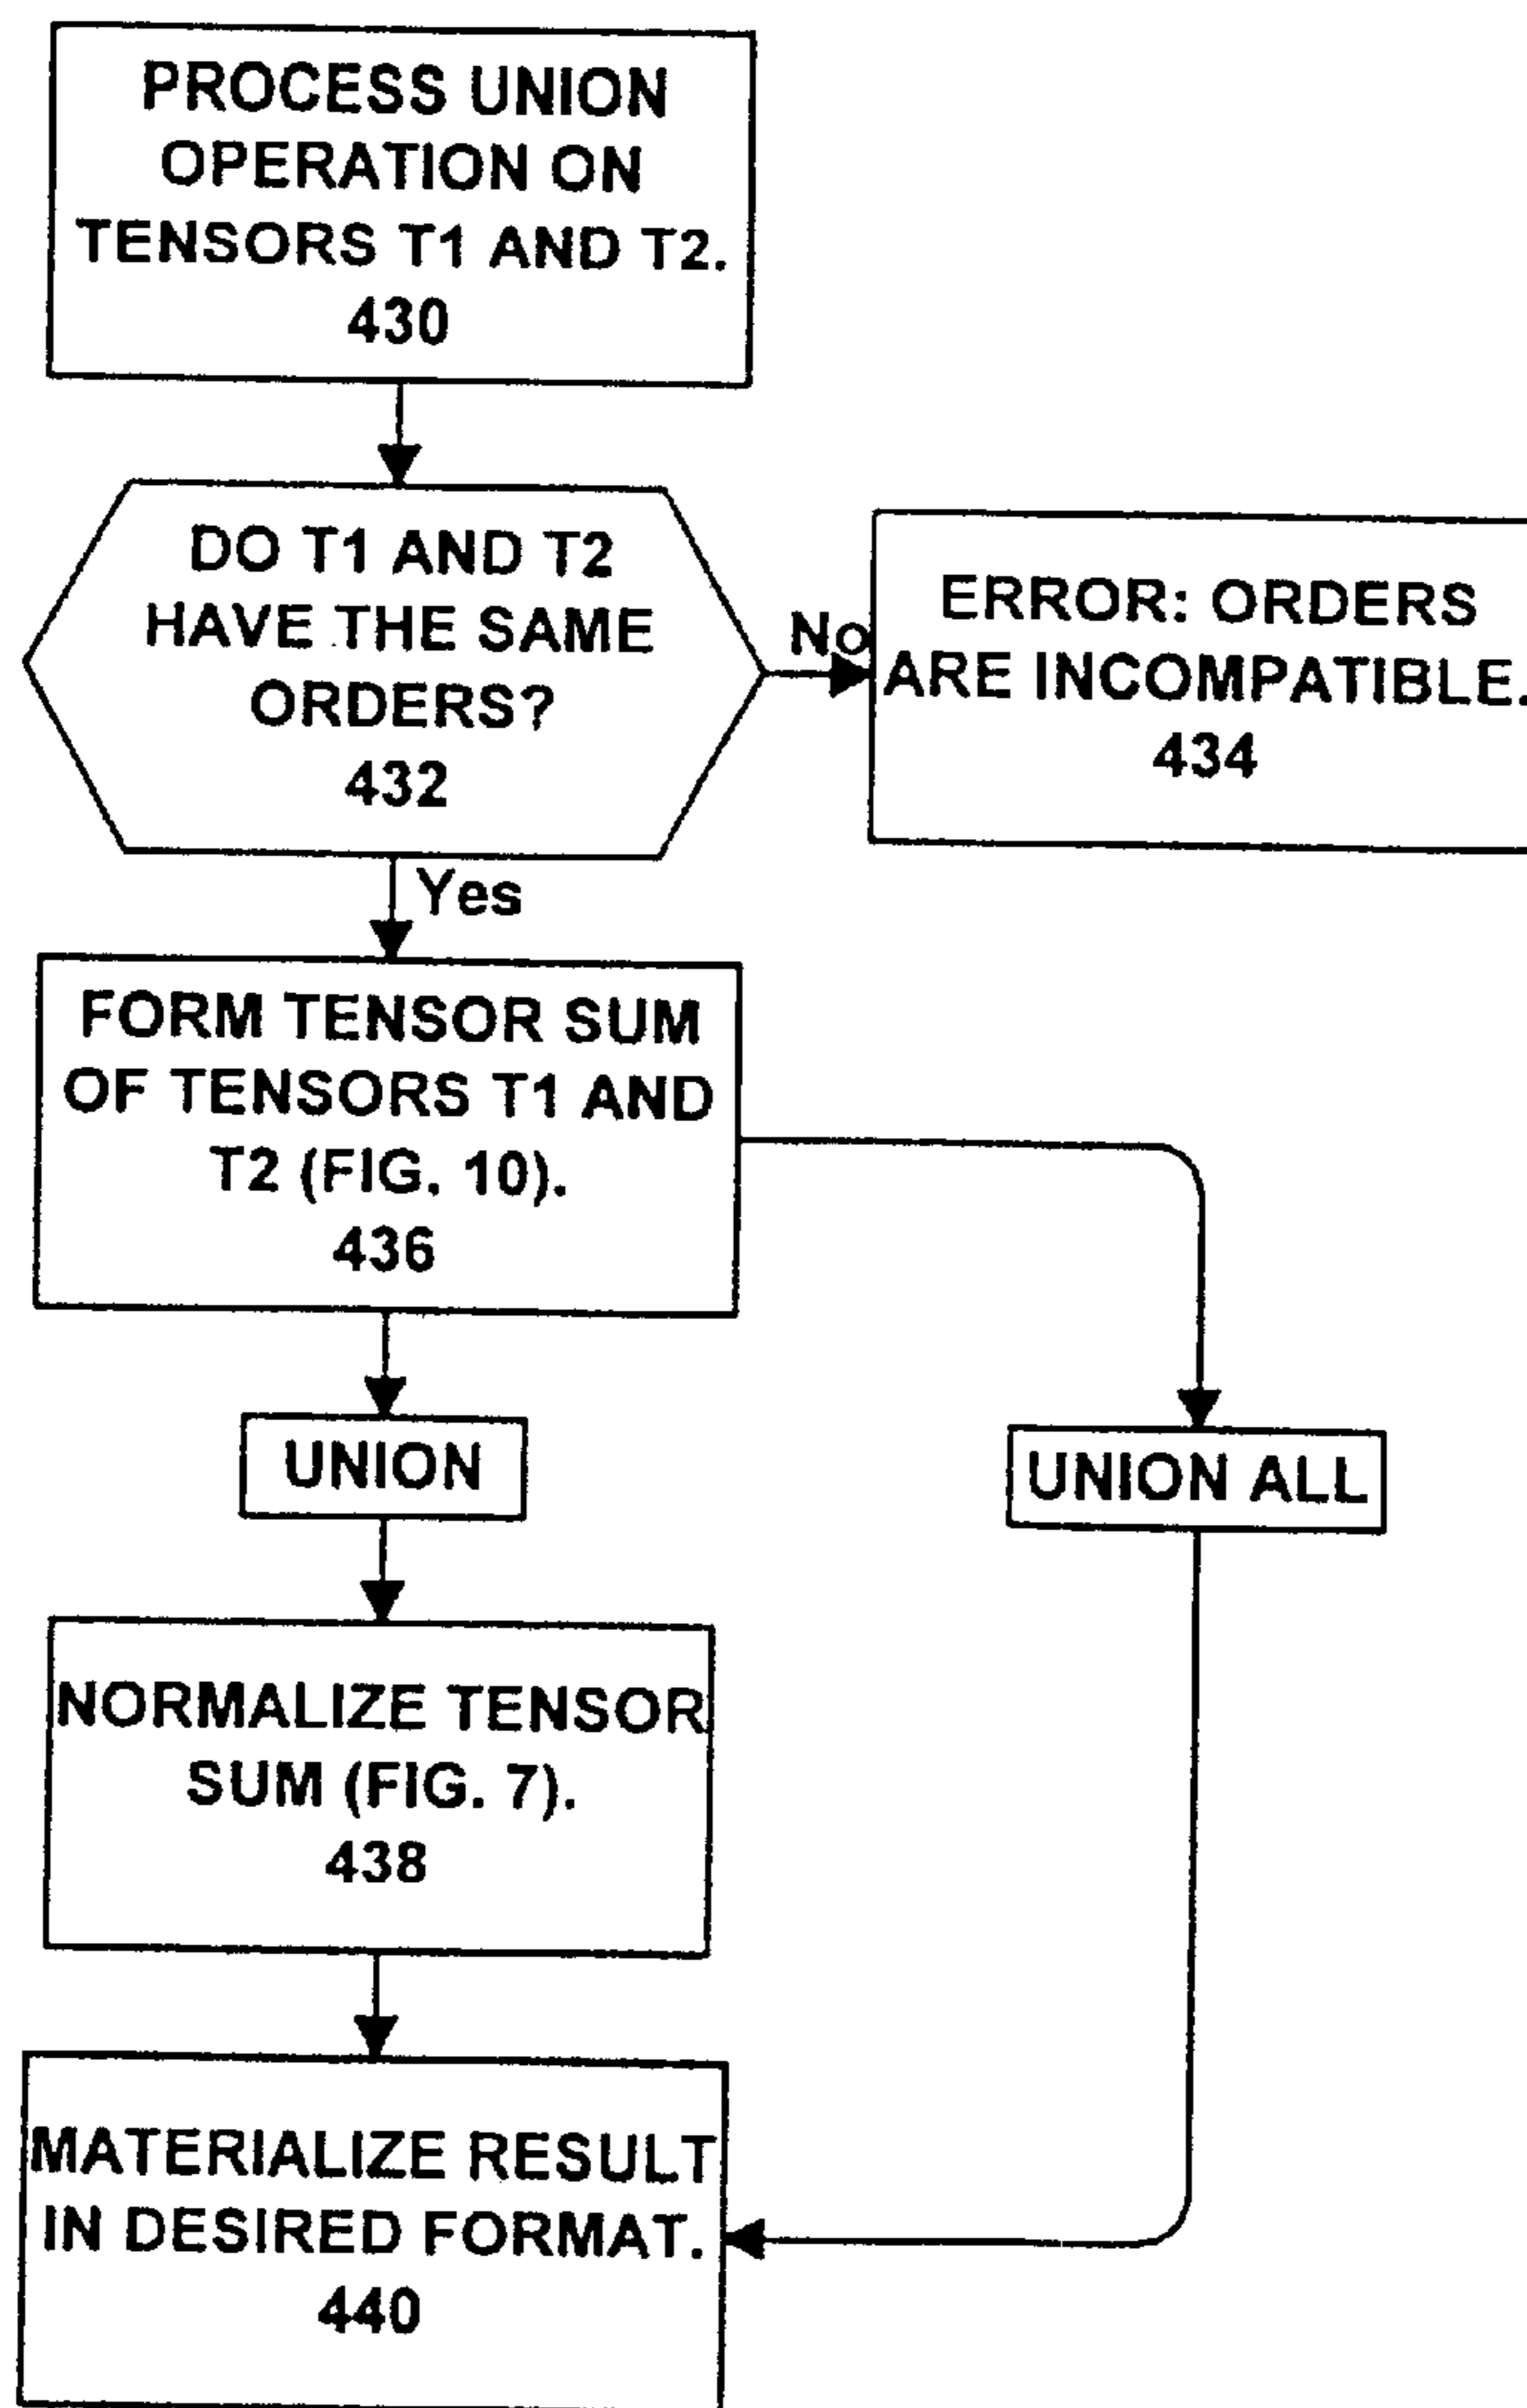 PROCESS UNION
OPERATION ON
TENSORS T1 AND T2.
430
DO T1 AND T2
HAVE THE SAME
ORDERS?
432
No
ERROR: ORDERS
ARE INCOMPATIBLE.
434
Yes
FORM TENSOR SUM
OF TENSORS T1 AND
T2 (FIG. 10).
436
UNION
UNION ALL
NORMALIZE TENSOR
SUM (FIG. 7).
438
MATERIALIZE RESULT
IN DESIRED FORMAT.
440